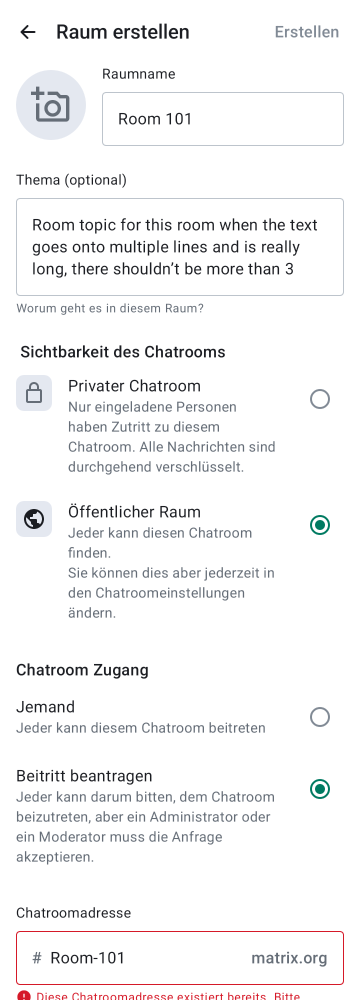 Raum erstellen
Erstellen
Raumname
Room 101
Thema (optional)
Room topic for this room when the text
goes onto multiple lines and is really
long, there shouldn’t be more than 3
Worum geht es in diesem Raum?
Sichtbarkeit des Chatrooms
Privater Chatroom
Nur eingeladene Personen
haben Zutritt zu diesem
Chatroom. Alle Nachrichten sind
durchgehend verschlüsselt.
Öffentlicher Raum
Jeder kann diesen Chatroom
finden.
Sie können dies aber jederzeit in
den Chatroomeinstellungen
ändern.
Chatroom Zugang
Jemand
Jeder kann diesem Chatroom beitreten
Beitritt beantragen
Jeder kann darum bitten, dem Chatroom
beizutreten, aber ein Administrator oder
ein Moderator muss die Anfrage
akzeptieren.
Chatroomadresse
# Room-101 matrix.org
Diese Chatroomadresse existiert bereits. Bitte